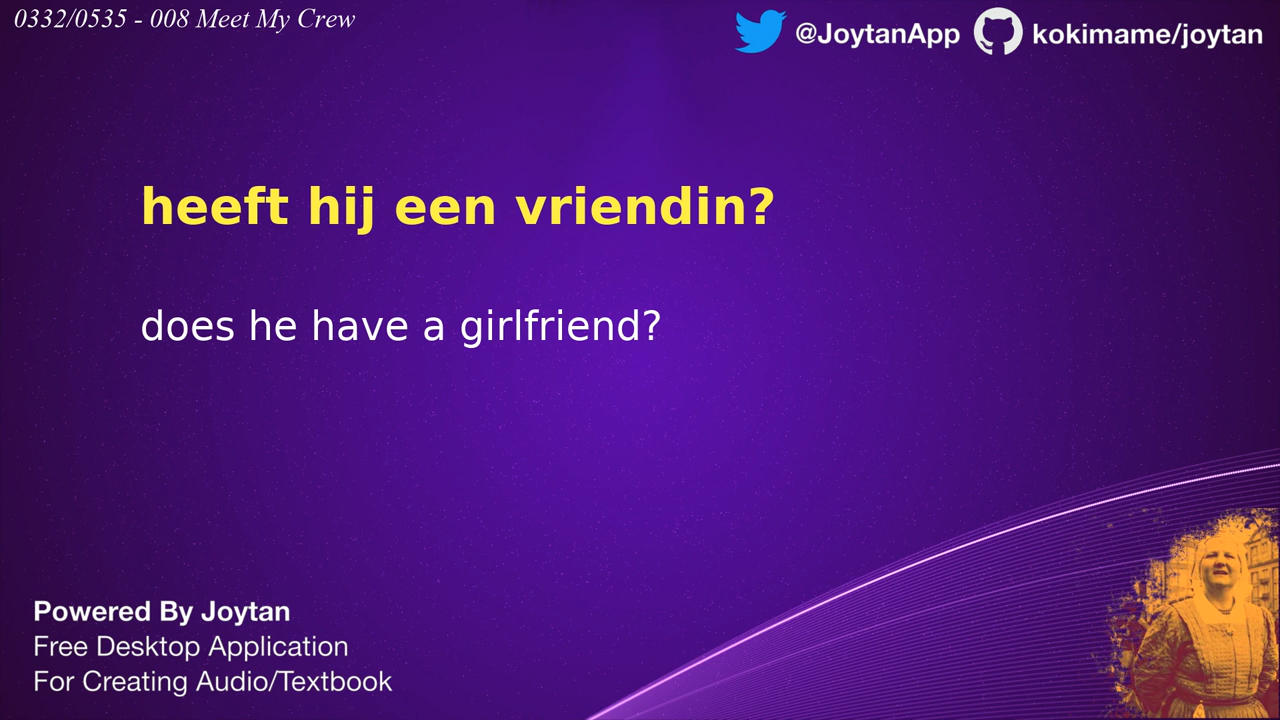 0332/0535 - 008 Meet My Crew
@JoytanApp kokimame/joytan
heeft hij een vriendin?
does he have a girlfriend?
Powered By Joytan
Free Desktop Application
For Creating Audio/Textbook